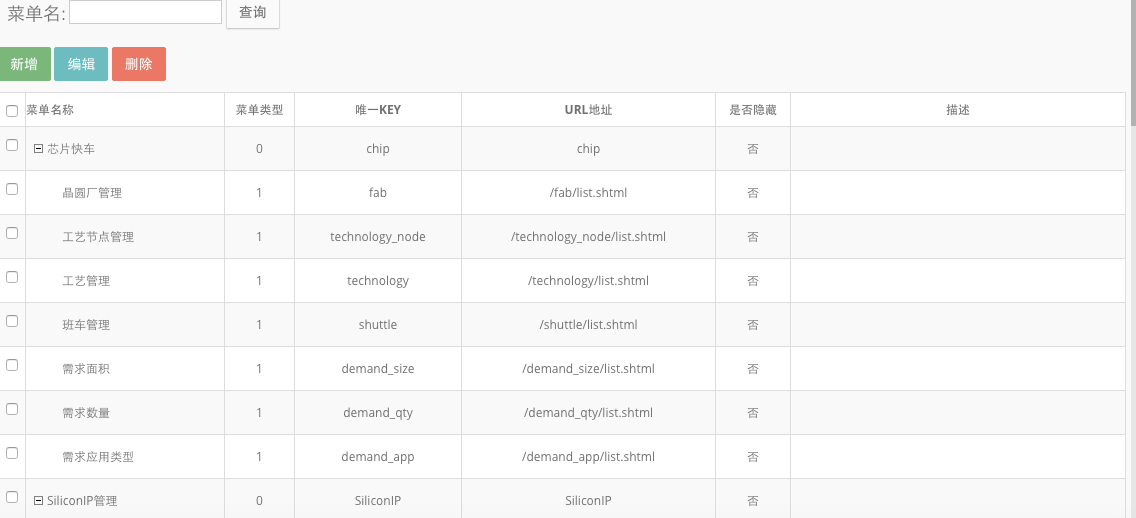 菜单名: 查询
新增 编辑 删除
菜单名称 菜单类型 唯一KEY URL地址 是否隐藏 描述
芯片快车 0 chip chip 否
晶圆厂管理 1 fab /fab/list.shtml 否
工艺节点管理 1 technology_node /technology_node/list.shtml 否
工艺管理 1 technology /technology/list.shtml 否
班车管理 1 shuttle /shuttle/list.shtml 否
需求面积 1 demand_size /demand_size/list.shtml 否
需求数量 1 demand_qty /demand_qty/list.shtml 否
需求应用类型 1 demand_app /demand_app/list.shtml 否
SiliconIP管理 0 SiliconIP SiliconIP 否